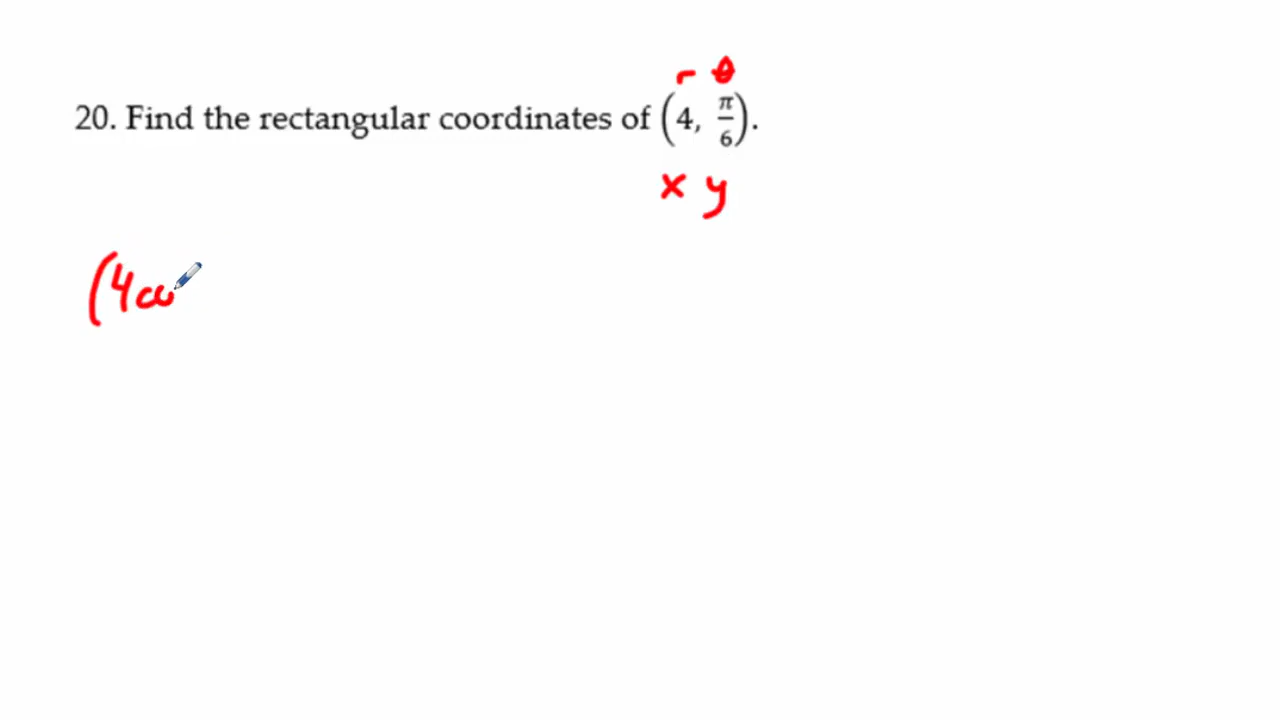 r θ
20. Find the rectangular coordinates of (4, π/6).
x y
(4co